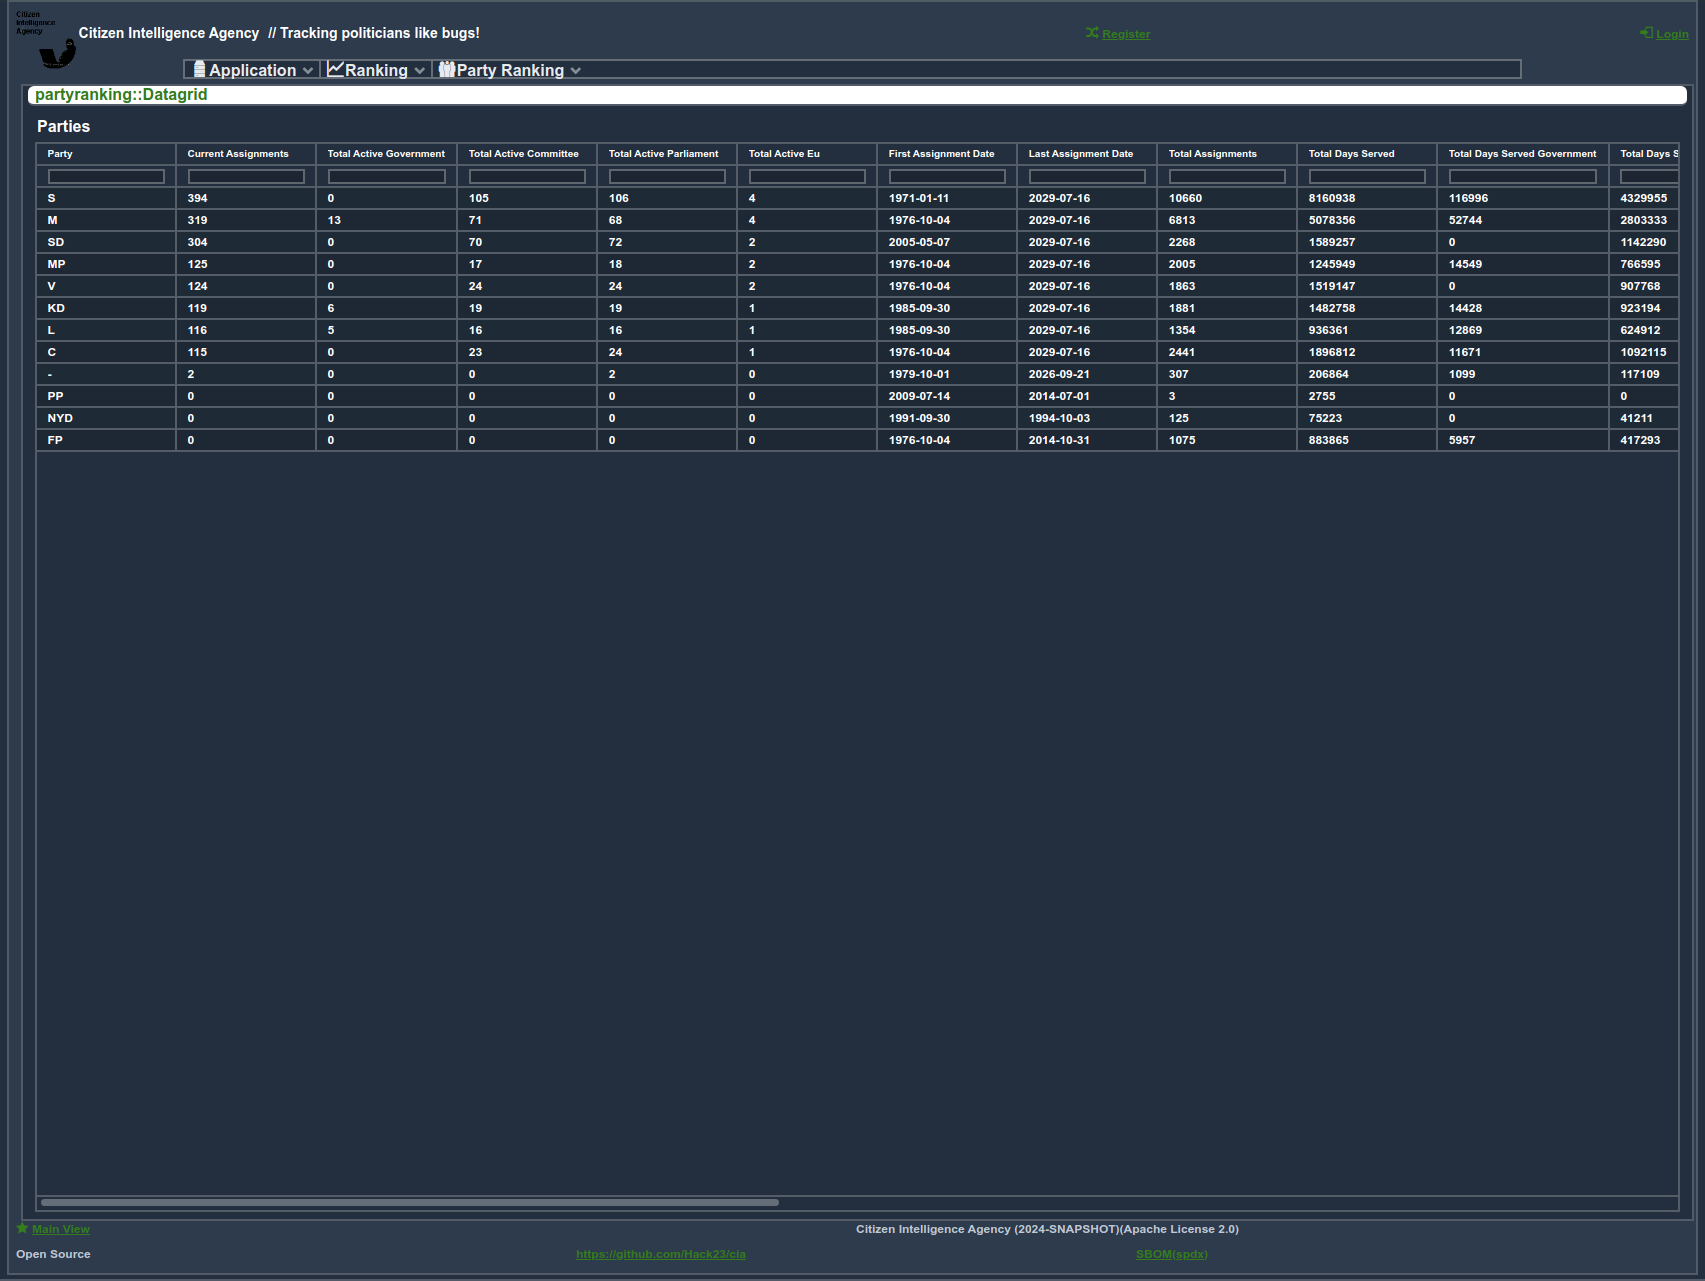 Citizen
Intelligence
Agency
Citizen Intelligence Agency // Tracking politicians like bugs!
Register
Login
Application
Ranking
Party Ranking
partyranking::Datagrid
Parties
Party Current Assignments Total Active Government Total Active Committee Total Active Parliament Total Active Eu First Assignment Date Last Assignment Date Total Assignments Total Days Served Total Days Served Government Total Days S
S 394 0 105 106 4 1971-01-11 2029-07-16 10660 8160938 116996 4329955
M 319 13 71 68 4 1976-10-04 2029-07-16 6813 5078356 52744 2803333
SD 304 0 70 72 2 2005-05-07 2029-07-16 2268 1589257 0 1142290
MP 125 0 17 18 2 1976-10-04 2029-07-16 2005 1245949 14549 766595
V 124 0 24 24 2 1976-10-04 2029-07-16 1863 1519147 0 907768
KD 119 6 19 19 1 1985-09-30 2029-07-16 1881 1482758 14428 923194
L 116 5 16 16 1 1985-09-30 2029-07-16 1354 936361 12869 624912
C 115 0 23 24 1 1976-10-04 2029-07-16 2441 1896812 11671 1092115
- 2 0 0 2 0 1979-10-01 2026-09-21 307 206864 1099 117109
PP 0 0 0 0 0 2009-07-14 2014-07-01 3 2755 0 0
NYD 0 0 0 0 0 1991-09-30 1994-10-03 125 75223 0 41211
FP 0 0 0 0 0 1976-10-04 2014-10-31 1075 883865 5957 417293
Main View
Citizen Intelligence Agency (2024-SNAPSHOT)(Apache License 2.0)
Open Source
https://github.com/Hack23/cia
SBOM(spdx)